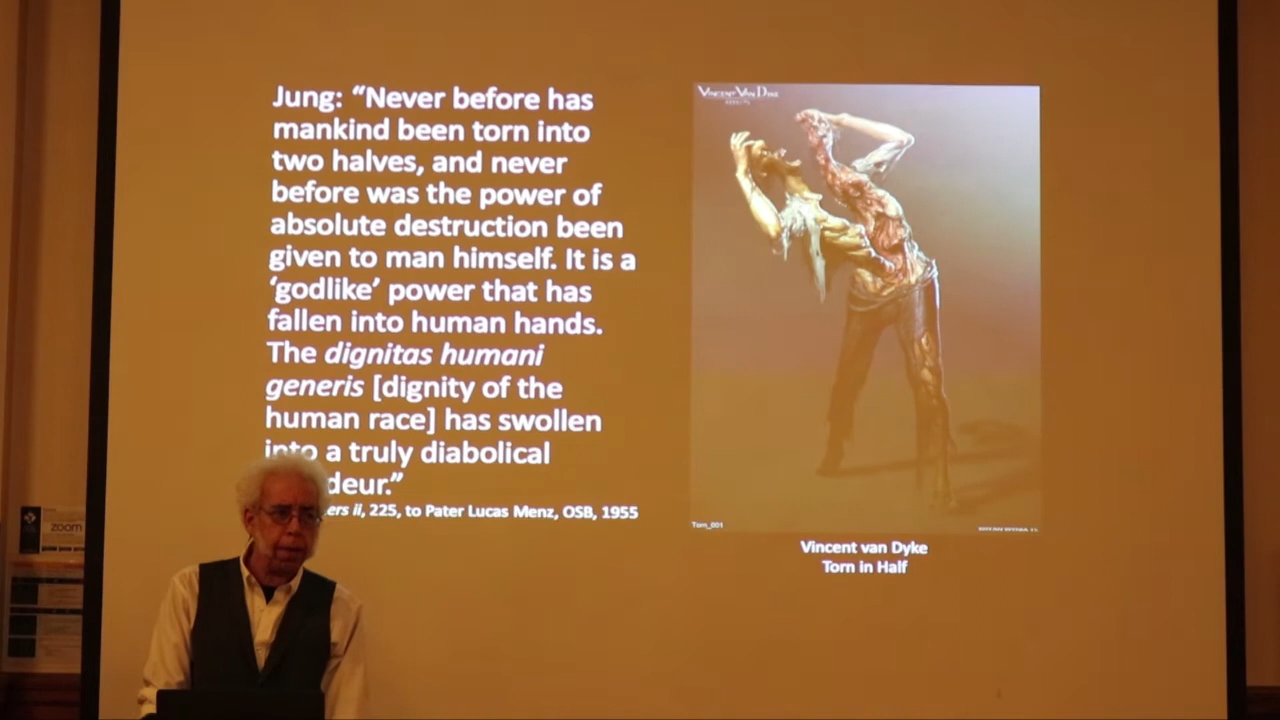 Jung: “Never before has
mankind been torn into
two halves, and never
before was the power of
absolute destruction been
given to man himself. It is a
‘godlike’ power that has
fallen into human hands.
The dignitas humani
generis [dignity of the
human race] has swollen
into a truly diabolical
deur.”
ers ii, 225, to Pater Lucas Menz, OSB, 1955
VINCENT VAN DYKE
Torn_001
Vincent van Dyke
Torn in Half
zoom